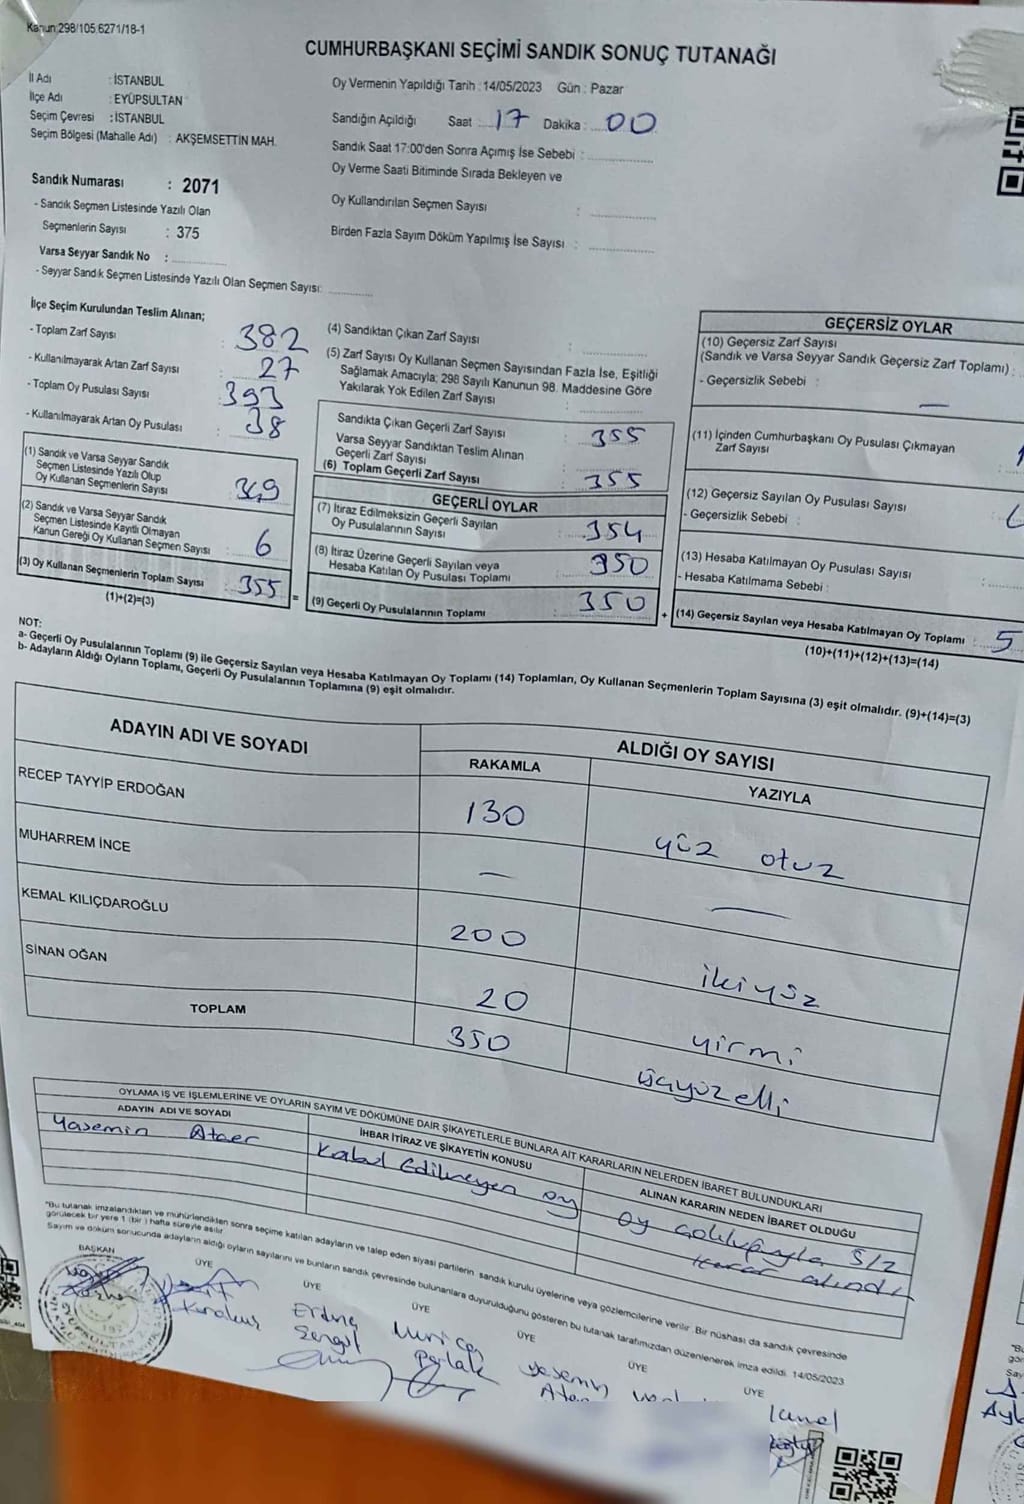 Kanun:298/105.6271/18-1
CUMHURBAŞKANI SEÇİMİ SANDIK SONUÇ TUTANAĞI
İl Adı : İSTANBUL
İlçe Adı : EYÜPSULTAN
Seçim Çevresi : İSTANBUL
Seçim Bölgesi (Mahalle Adı) : AKŞEMSETTİN MAH.
Sandık Numarası : 2071
- Sandık Seçmen Listesinde Yazılı Olan
Seçmenlerin Sayısı : 375
Varsa Seyyar Sandık No :
- Seyyar Sandık Seçmen Listesinde Yazılı Olan Seçmen Sayısı:
Oy Vermenin Yapıldığı Tarih : 14/05/2023 Gün : Pazar
Sandığın Açıldığı Saat : 17 Dakika : 00
Sandık Saat 17:00'den Sonra Açımış İse Sebebi :
Oy Verme Saati Bitiminde Sırada Bekleyen ve
Oy Kullandırılan Seçmen Sayısı :
Birden Fazla Sayım Döküm Yapılmış İse Sayısı :
İlçe Seçim Kurulundan Teslim Alınan;
- Toplam Zarf Sayısı : 382
- Kullanılmayarak Artan Zarf Sayısı : 27
- Toplam Oy Pusulası Sayısı : 393
- Kullanılmayarak Artan Oy Pusulası : 38
(1) Sandık ve Varsa Seyyar Sandık
Seçmen Listesinde Yazılı Olup
Oy Kullanan Seçmenlerin Sayısı : 349
(2) Sandık ve Varsa Seyyar Sandık
Seçmen Listesinde Kayıtlı Olmayan
Kanun Gereği Oy Kullanan Seçmen Sayısı : 6
(3) Oy Kullanan Seçmenlerin Toplam Sayısı : 355
(1)+(2)=(3)
(4) Sandıktan Çıkan Zarf Sayısı :
(5) Zarf Sayısı Oy Kullanan Seçmen Sayısından Fazla İse, Eşitliği
Sağlamak Amacıyla; 298 Sayılı Kanunun 98. Maddesine Göre
Yakılarak Yok Edilen Zarf Sayısı :
Sandıkta Çıkan Geçerli Zarf Sayısı : 355
Varsa Seyyar Sandıktan Teslim Alınan
Geçerli Zarf Sayısı :
(6) Toplam Geçerli Zarf Sayısı : 355
GEÇERLİ OYLAR
(7) İtiraz Edilmeksizin Geçerli Sayılan
Oy Pusulalarının Sayısı : 354
(8) İtiraz Üzerine Geçerli Sayılan veya
Hesaba Katılan Oy Pusulası Toplamı : 350
(9) Geçerli Oy Pusulalarının Toplamı : 350
GEÇERSİZ OYLAR
(10) Geçersiz Zarf Sayısı
(Sandık ve Varsa Seyyar Sandık Geçersiz Zarf Toplamı) :
- Geçersizlik Sebebi : —
(11) İçinden Cumhurbaşkanı Oy Pusulası Çıkmayan
Zarf Sayısı
(12) Geçersiz Sayılan Oy Pusulası Sayısı
- Geçersizlik Sebebi :
(13) Hesaba Katılmayan Oy Pusulası Sayısı :
- Hesaba Katılmama Sebebi :
(14) Geçersiz Sayılan veya Hesaba Katılmayan Oy Toplamı : 5
(10)+(11)+(12)+(13)=(14)
NOT:
a- Geçerli Oy Pusulalarının Toplamı (9) ile Geçersiz Sayılan veya Hesaba Katılmayan Oy Toplamı (14) Toplamları, Oy Kullanan Seçmenlerin Toplam Sayısına (3) eşit olmalıdır. (9)+(14)=(3)
b- Adayların Aldığı Oyların Toplamı, Geçerli Oy Pusulalarının Toplamına (9) eşit olmalıdır.
ADAYIN ADI VE SOYADI ALDIĞI OY SAYISI
RAKAMLA YAZIYLA
RECEP TAYYİP ERDOĞAN 130 yüz otuz
MUHARREM İNCE — —
KEMAL KILIÇDAROĞLU 200 ikiyüz
SİNAN OĞAN 20 yirmi
TOPLAM 350 üçyüzelli
OYLAMA İŞ VE İŞLEMLERİNE VE OYLARIN SAYIM VE DÖKÜMÜNE DAİR ŞİKAYETLERLE BUNLARA AİT KARARLARIN NELERDEN İBARET BULUNDUKLARI
ADAYIN ADI VE SOYADI İHBAR İTİRAZ VE ŞİKAYETİN KONUSU ALINAN KARARIN NEDEN İBARET OLDUĞU
Yasemin Kabul Edilmeyen oy oy çokluğuyla 5/2
karar alındı
*Bu tutanak imzalandıktan ve mühürlendikten sonra seçime katılan adayların ve talep eden siyasi partilerin sandık kurulu üyelerine veya gözlemcilerine verilir. Bir nüshası da sandık çevresinde
görülecek bir yere 1 (bir) hafta süreyle asılır.
Sayım ve döküm sonucunda adayların aldığı oyların sayılarını ve bunların sandık çevresinde bulunanlara duyurulduğunu gösteren bu tutanak tarafımızdan düzenlenerek imza edildi. 14/05/2023
BAŞKAN ÜYE ÜYE ÜYE ÜYE ÜYE ÜYE
Karakuş Erdinç Nurican Yasemin
Şengül Parlak